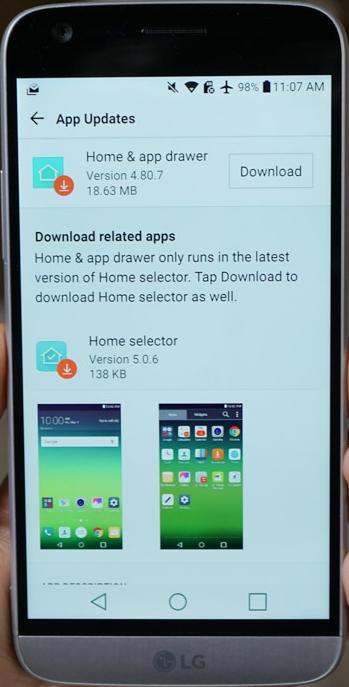 98% 11:07 AM
App Updates
Home & app drawer
Version 4.80.7
18.63 MB
Download
Download related apps
Home & app drawer only runs in the latest
version of Home selector. Tap Download to
download Home selector as well.
Home selector
Version 5.0.6
138 KB
10:00
Google
Widgets
LG